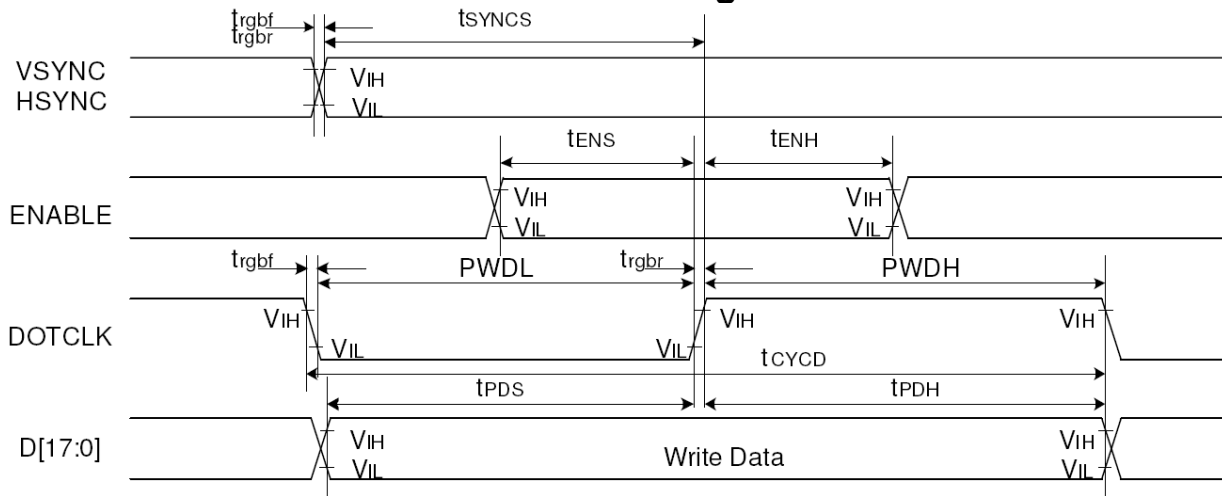 trgbf
tSYNCS
trgbr
VSYNC
HSYNC
VIH
VIL
tENS
tENH
ENABLE
VIH
VIL
VIH
VIL
trgbf
PWDL
trgbr
PWDH
DOTCLK
VIH
VIL
VIL
VIH
VIH
tCYCD
tPDS
tPDH
D[17:0]
VIH
VIL
Write Data
VIH
VIL